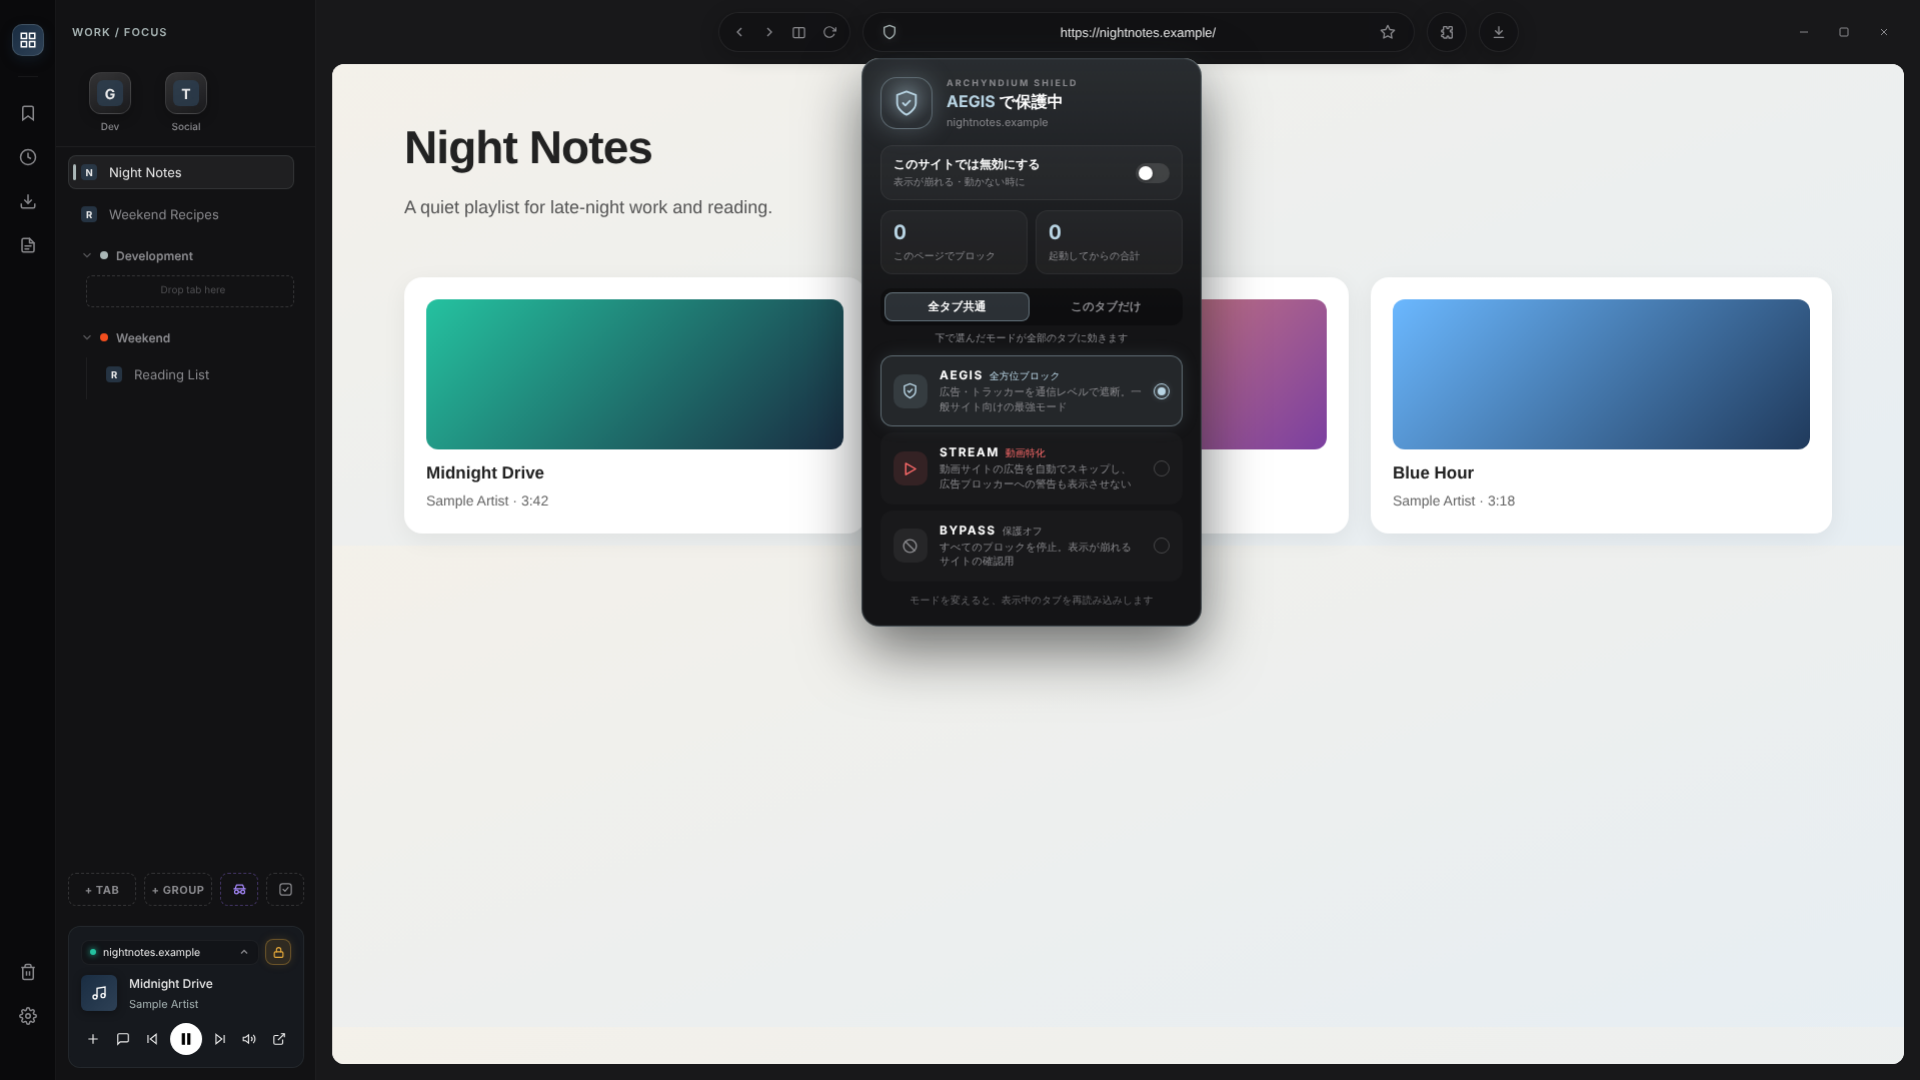 WORK / FOCUS
https://nightnotes.example/
G
T
Dev
Social
N
Night Notes
R
Weekend Recipes
Development
Drop tab here
Weekend
R
Reading List
+ TAB
+ GROUP
nightnotes.example
Midnight Drive
Sample Artist
Night Notes
A quiet playlist for late-night work and reading.
Midnight Drive
Sample Artist · 3:42
Blue Hour
Sample Artist · 3:18
ARCHYNDIUM SHIELD
AEGIS で保護中
nightnotes.example
このサイトでは無効にする
表示が崩れる・動かない時に
0
このページでブロック
0
起動してからの合計
全タブ共通
このタブだけ
下で選んだモードが全部のタブに効きます
AEGIS 全方位ブロック
広告・トラッカーを通信レベルで遮断。一
般サイト向けの最強モード
STREAM 動画特化
動画サイトの広告を自動でスキップし、
広告ブロッカーへの警告も表示させない
BYPASS 保護オフ
すべてのブロックを停止。表示が崩れる
サイトの確認用
モードを変えると、表示中のタブを再読み込みします